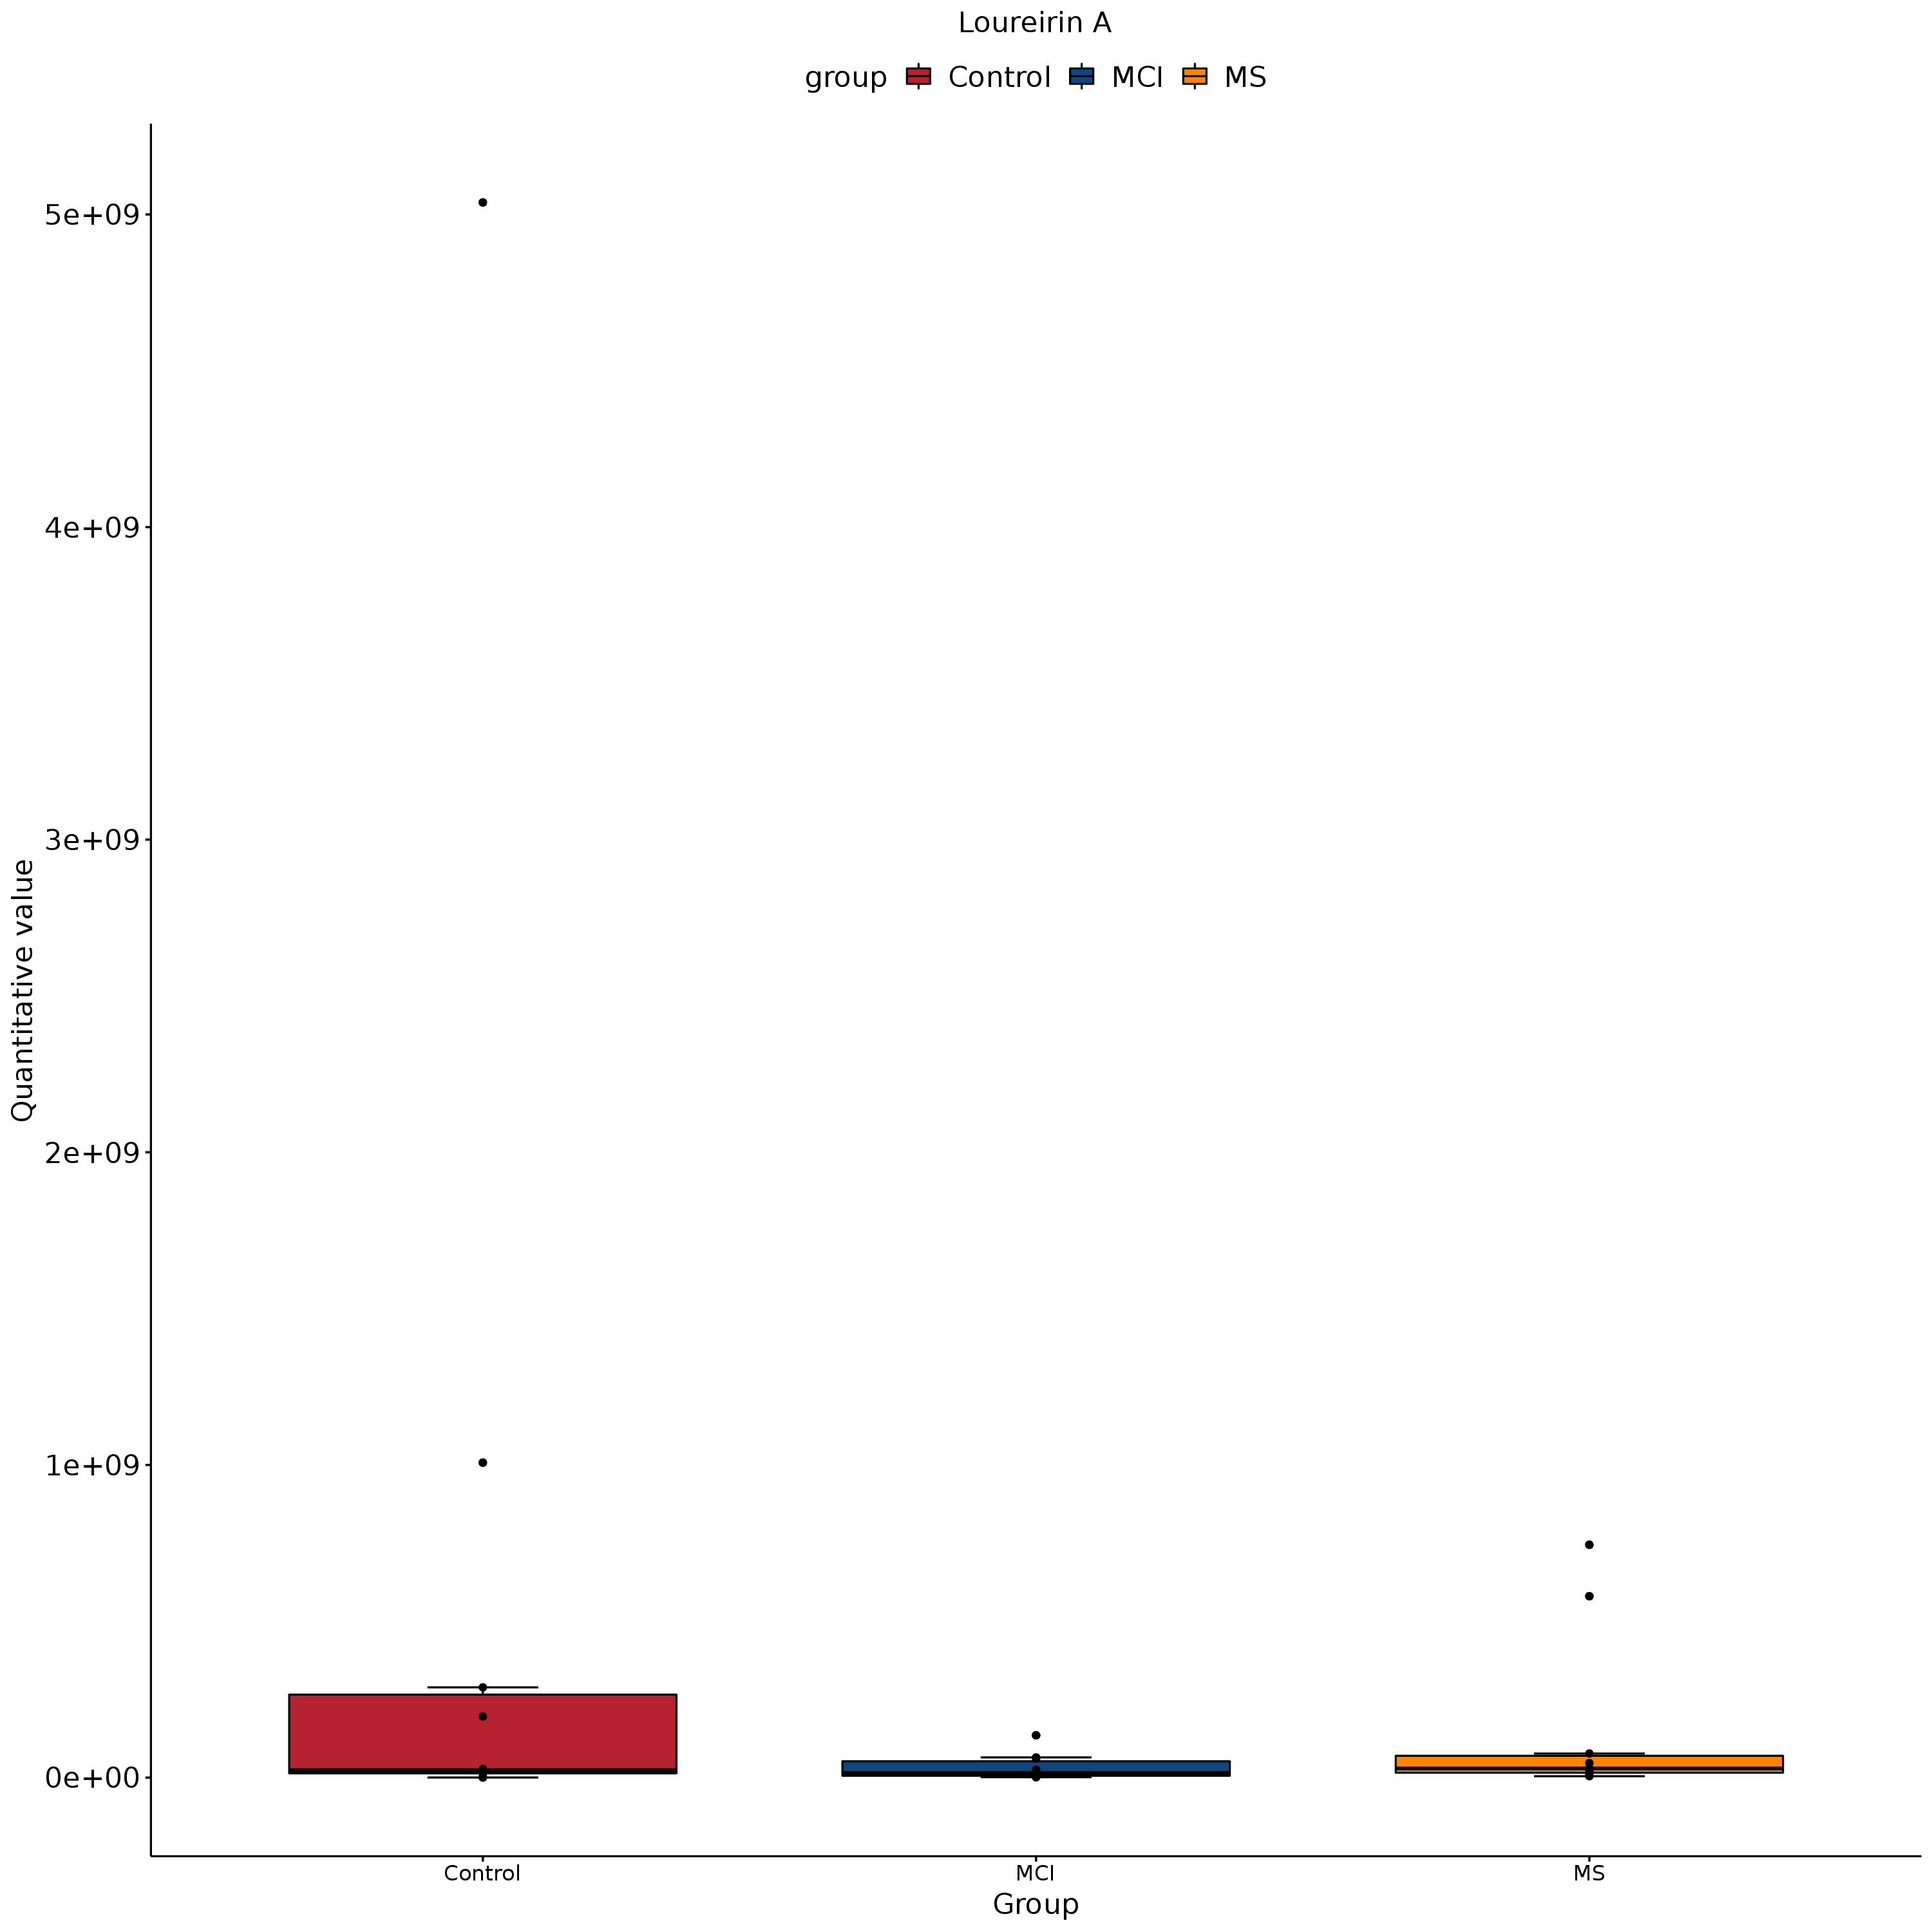 Loureirin A
group Control MCI MS
Quantitative value
5e+09
4e+09
3e+09
2e+09
1e+09
0e+00
Control MCI MS
Group